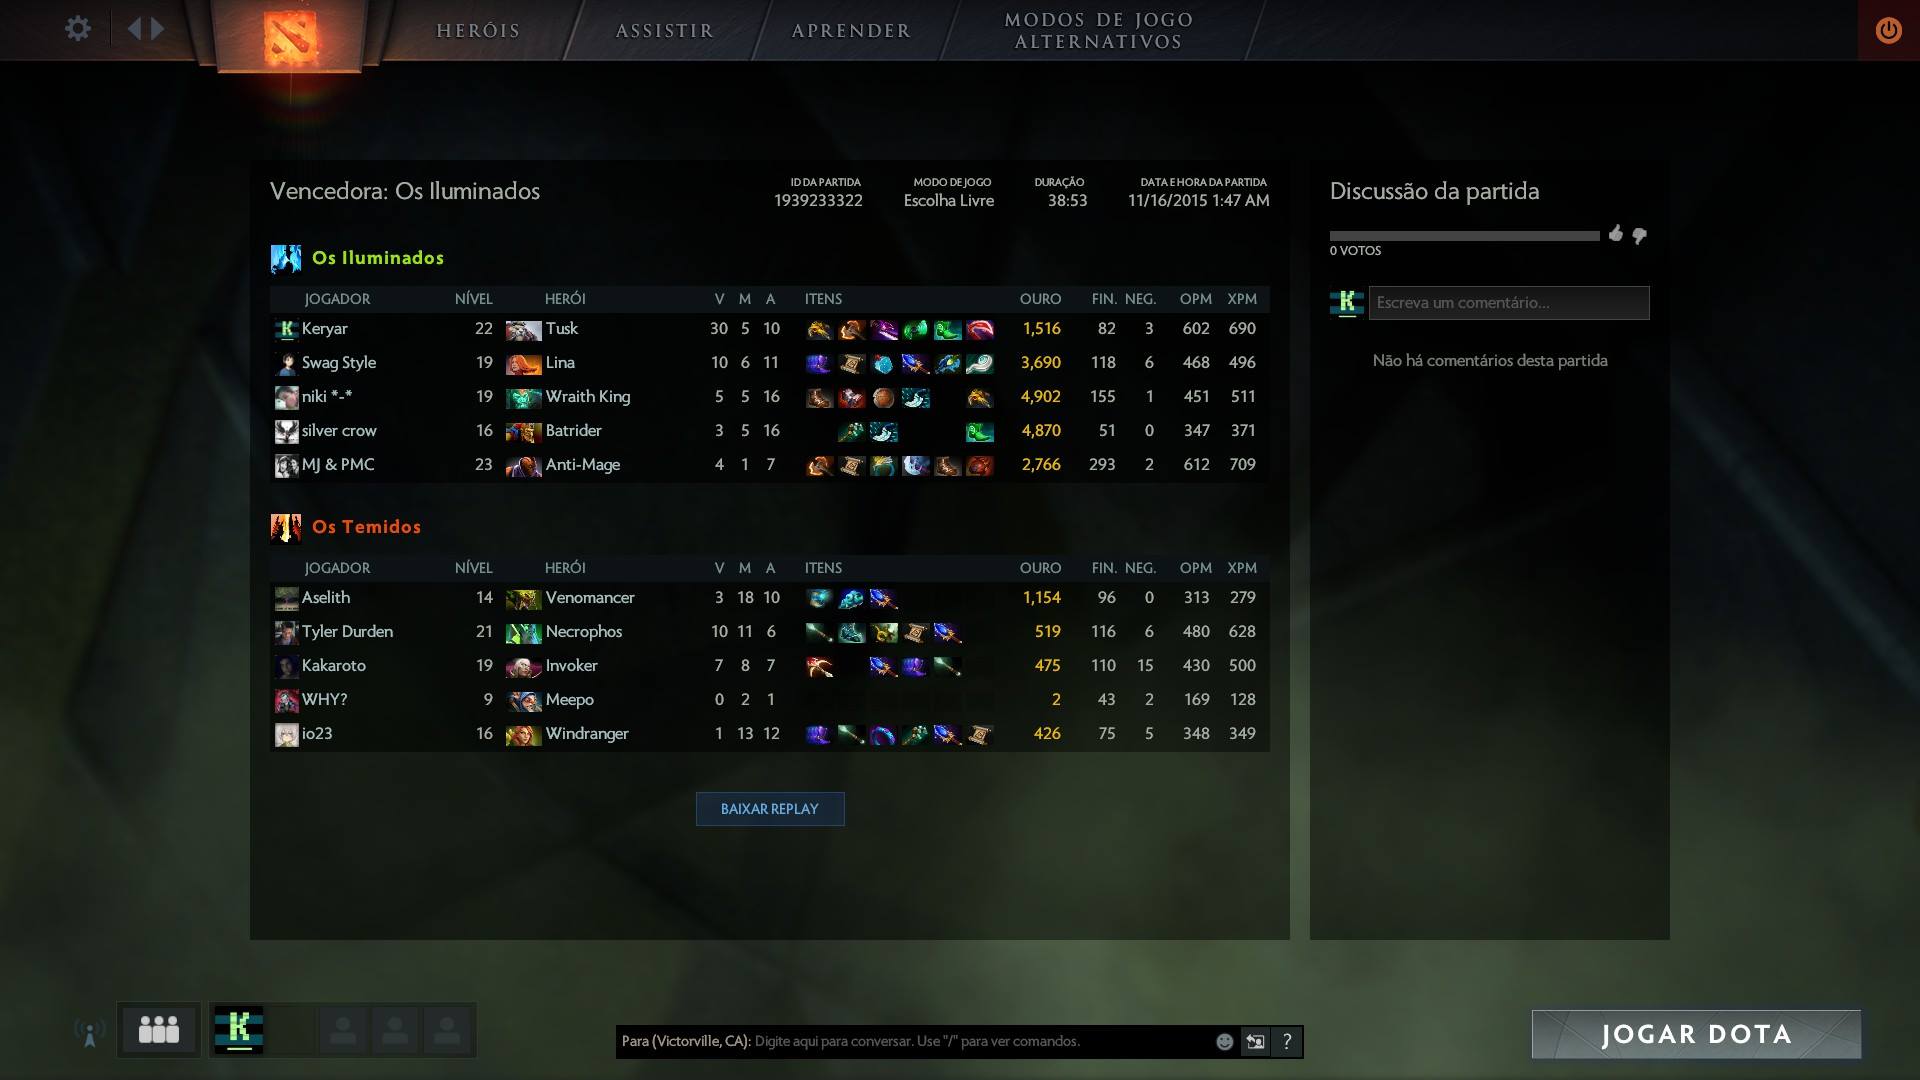 HERÓIS
ASSISTIR
APRENDER
MODOS DE JOGO
ALTERNATIVOS
Vencedora: Os Iluminados
ID DA PARTIDA
1939233322
MODO DE JOGO
Escolha Livre
DURAÇÃO
38:53
DATA E HORA DA PARTIDA
11/16/2015 1:47 AM
Os Iluminados
JOGADOR NÍVEL HERÓI V M A ITENS OURO FIN. NEG. OPM XPM
Keryar 22 Tusk 30 5 10 1,516 82 3 602 690
Swag Style 19 Lina 10 6 11 3,690 118 6 468 496
niki *-* 19 Wraith King 5 5 16 4,902 155 1 451 511
silver crow 16 Batrider 3 5 16 4,870 51 0 347 371
MJ & PMC 23 Anti-Mage 4 1 7 2,766 293 2 612 709
Os Temidos
JOGADOR NÍVEL HERÓI V M A ITENS OURO FIN. NEG. OPM XPM
Aselith 14 Venomancer 3 18 10 1,154 96 0 313 279
Tyler Durden 21 Necrophos 10 11 6 519 116 6 480 628
Kakaroto 19 Invoker 7 8 7 475 110 15 430 500
WHY? 9 Meepo 0 2 1 2 43 2 169 128
io23 16 Windranger 1 13 12 426 75 5 348 349
BAIXAR REPLAY
Discussão da partida
0 VOTOS
K
Escreva um comentário...
Não há comentários desta partida
K
Para (Victorville, CA): Digite aqui para conversar. Use "/" para ver comandos.
?
JOGAR DOTA